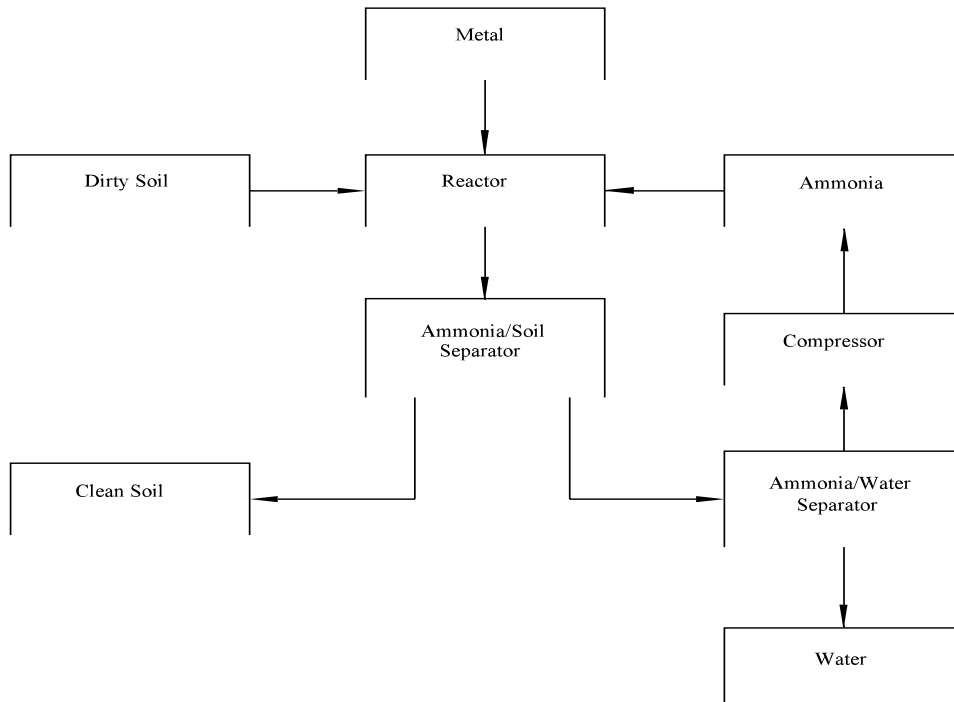 Metal
Dirty Soil
Reactor
Ammonia
Ammonia/Soil
Separator
Compressor
Clean Soil
Ammonia/Water
Separator
Water